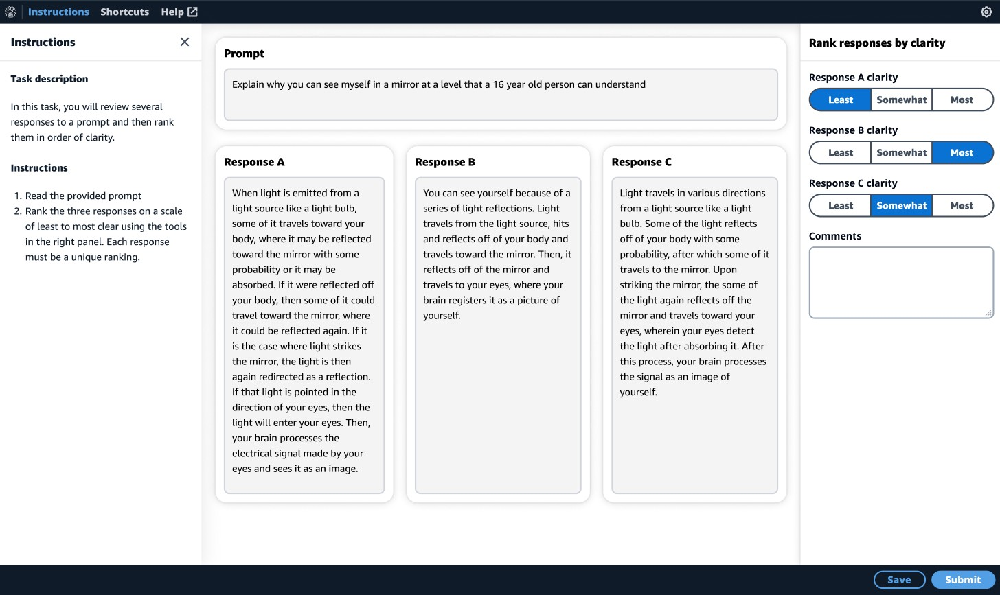 Instructions
Shortcuts
Help
Instructions
Task description
In this task, you will review several
responses to a prompt and then rank
them in order of clarity.
Instructions
1. Read the provided prompt
2. Rank the three responses on a scale
of least to most clear using the tools
in the right panel. Each response
must be a unique ranking.
Prompt
Explain why you can see myself in a mirror at a level that a 16 year old person can understand
Response A
When light is emitted from a
light source like a light bulb,
some of it travels toward your
body, where it may be reflected
toward the mirror with some
probability or it may be
absorbed. If it were reflected off
your body, then some of it could
travel toward the mirror, where
it could be reflected again. If it
is the case where light strikes
the mirror, the light is then
again redirected as a reflection.
If that light is pointed in the
direction of your eyes, then the
light will enter your eyes. Then,
your brain processes the
electrical signal made by your
eyes and sees it as an image.
Response B
You can see yourself because of a
series of light reflections. Light
travels from the light source, hits
and reflects off of your body and
travels toward the mirror. Then, it
reflects off of the mirror and
travels to your eyes, where your
brain registers it as a picture of
yourself.
Response C
Light travels in various directions
from a light source like a light
bulb. Some of the light reflects
off of your body with some
probability, after which some of it
travels to the mirror. Upon
striking the mirror, the some of
the light again reflects off the
mirror and travels toward your
eyes, wherein your eyes detect
the light after absorbing it. After
this process, your brain processes
the signal as an image of
yourself.
Rank responses by clarity
Response A clarity
Least Somewhat Most
Response B clarity
Least Somewhat Most
Response C clarity
Least Somewhat Most
Comments
Save
Submit